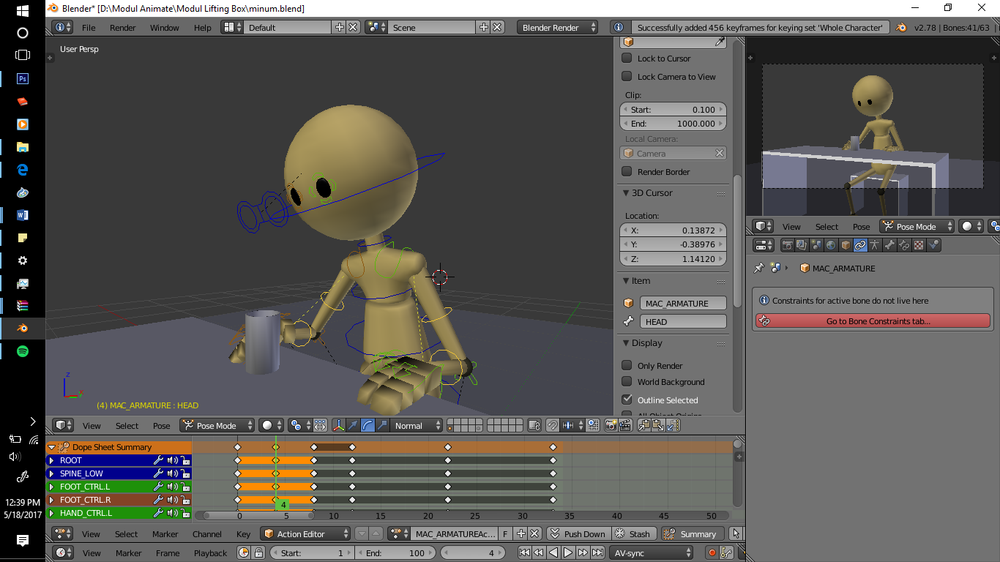 Blender* [D:\Modul Animate\Modul Lifting Box\minum.blend]
File Render Window Help Default Scene Blender Render Successfully added 456 keyframes for keying set 'Whole Character' v2.78 | Bones:41/63 |
User Persp
Lock to Cursor
Lock Camera to View
Clip:
Start: 0.100
End: 1000.000
Local Camera:
Camera
Render Border
3D Cursor
Location:
X: 0.13872
Y: -0.38976
Z: 1.14120
Item
MAC_ARMATURE
HEAD
Display
Only Render
World Background
Outline Selected
z
(4) MAC_ARMATURE : HEAD
View Select Pose Pose Mode Normal
View Select Pose Pose Mode
MAC_ARMATURE
Constraints for active bone do not live here
Go to Bone Constraints tab...
Ps
W
Dope Sheet Summary
ROOT
SPINE_LOW
FOOT_CTRL.L
FOOT_CTRL.R
HAND_CTRL.L
4
0 5 10 15 20 25 30 35 40 45 50
View Select Marker Channel Key Action Editor MAC_ARMATUREAc... F Push Down Stash Summary
View Marker Frame Playback Start: 1 End: 100 4 AV-sync
12:39 PM
5/18/2017